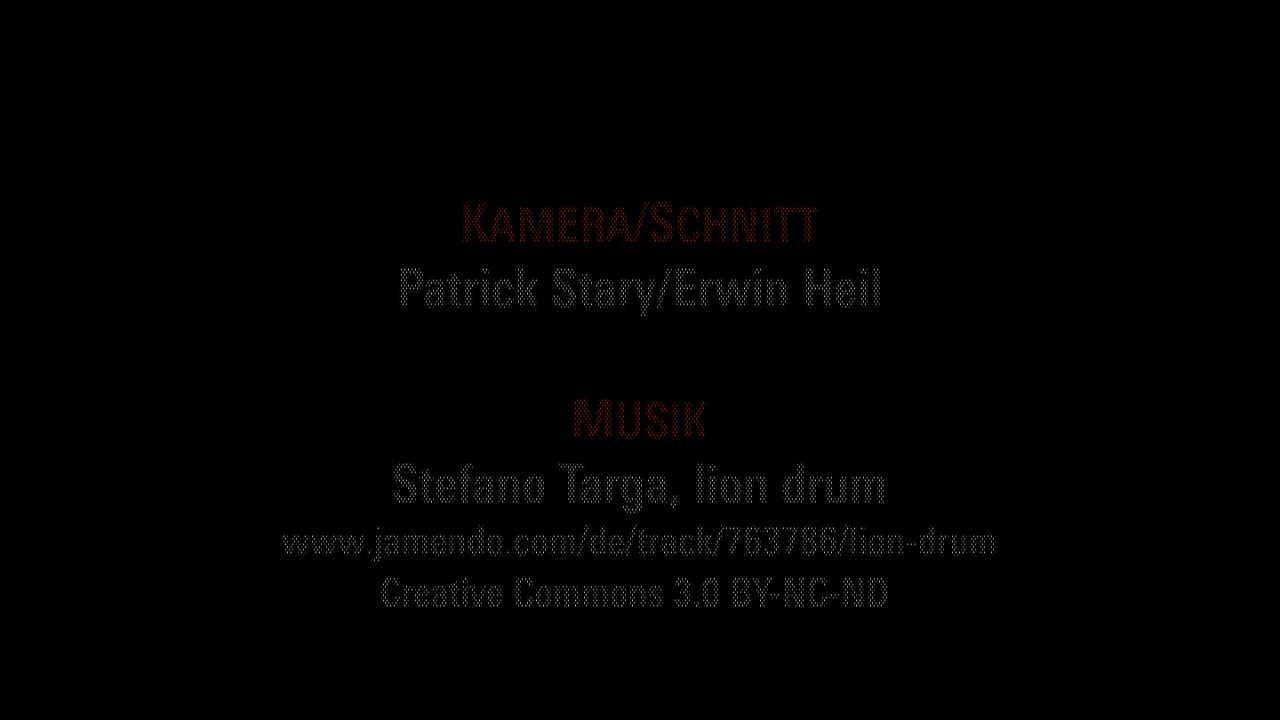 KAMERA/SCHNITT
Patrick Stary/Erwin Heil
MUSIK
Stefano Targa, lion drum
www.jamendo.com/de/track/763786/lion-drum
Creative Commons 3.0 BY-NC-ND